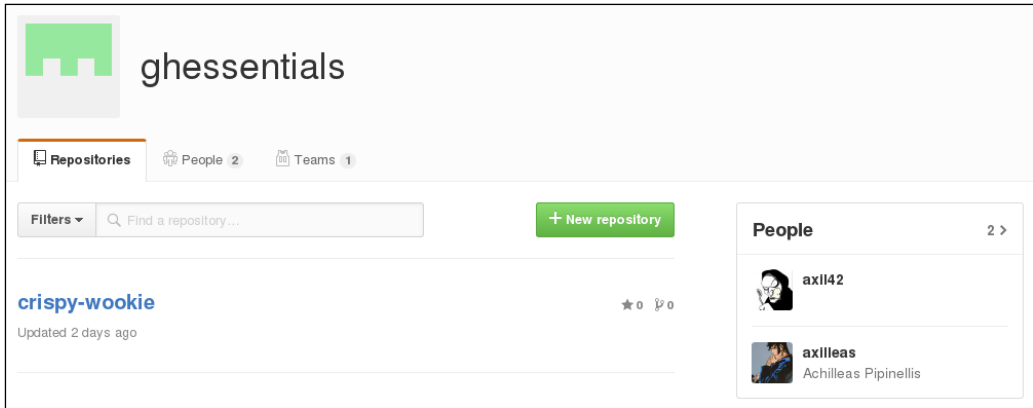 ghessentials
Repositories People 2 Teams 1
Filters Find a repository… New repository
crispy-wookie 0 0
Updated 2 days ago
People 2
axil42
axilleas
Achilleas Pipinellis